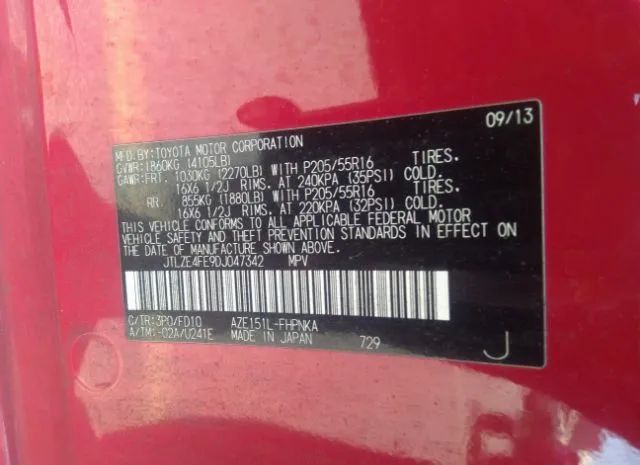 09/13
MFD.BY:TOYOTA MOTOR CORPORATION
GVWR:1860KG (4105LB)
GAWR:FRT. 1030KG (2270LB) WITH P205/55R16 TIRES.
16X6 1/2J RIMS. AT 240KPA (35PSI) COLD.
RR. 855KG (1880LB) WITH P205/55R16 TIRES.
16X6 1/2J RIMS. AT 220KPA (32PSI) COLD.
THIS VEHICLE CONFORMS TO ALL APPLICABLE FEDERAL MOTOR
VEHICLE SAFETY AND THEFT PREVENTION STANDARDS IN EFFECT ON
THE DATE OF MANUFACTURE SHOWN ABOVE.
JTLZE4FE9DJ047342 MPV
C/TR:3P0/FD10 AZE151L-FHPNKA
A/TM:-02A/U241E MADE IN JAPAN 729 J